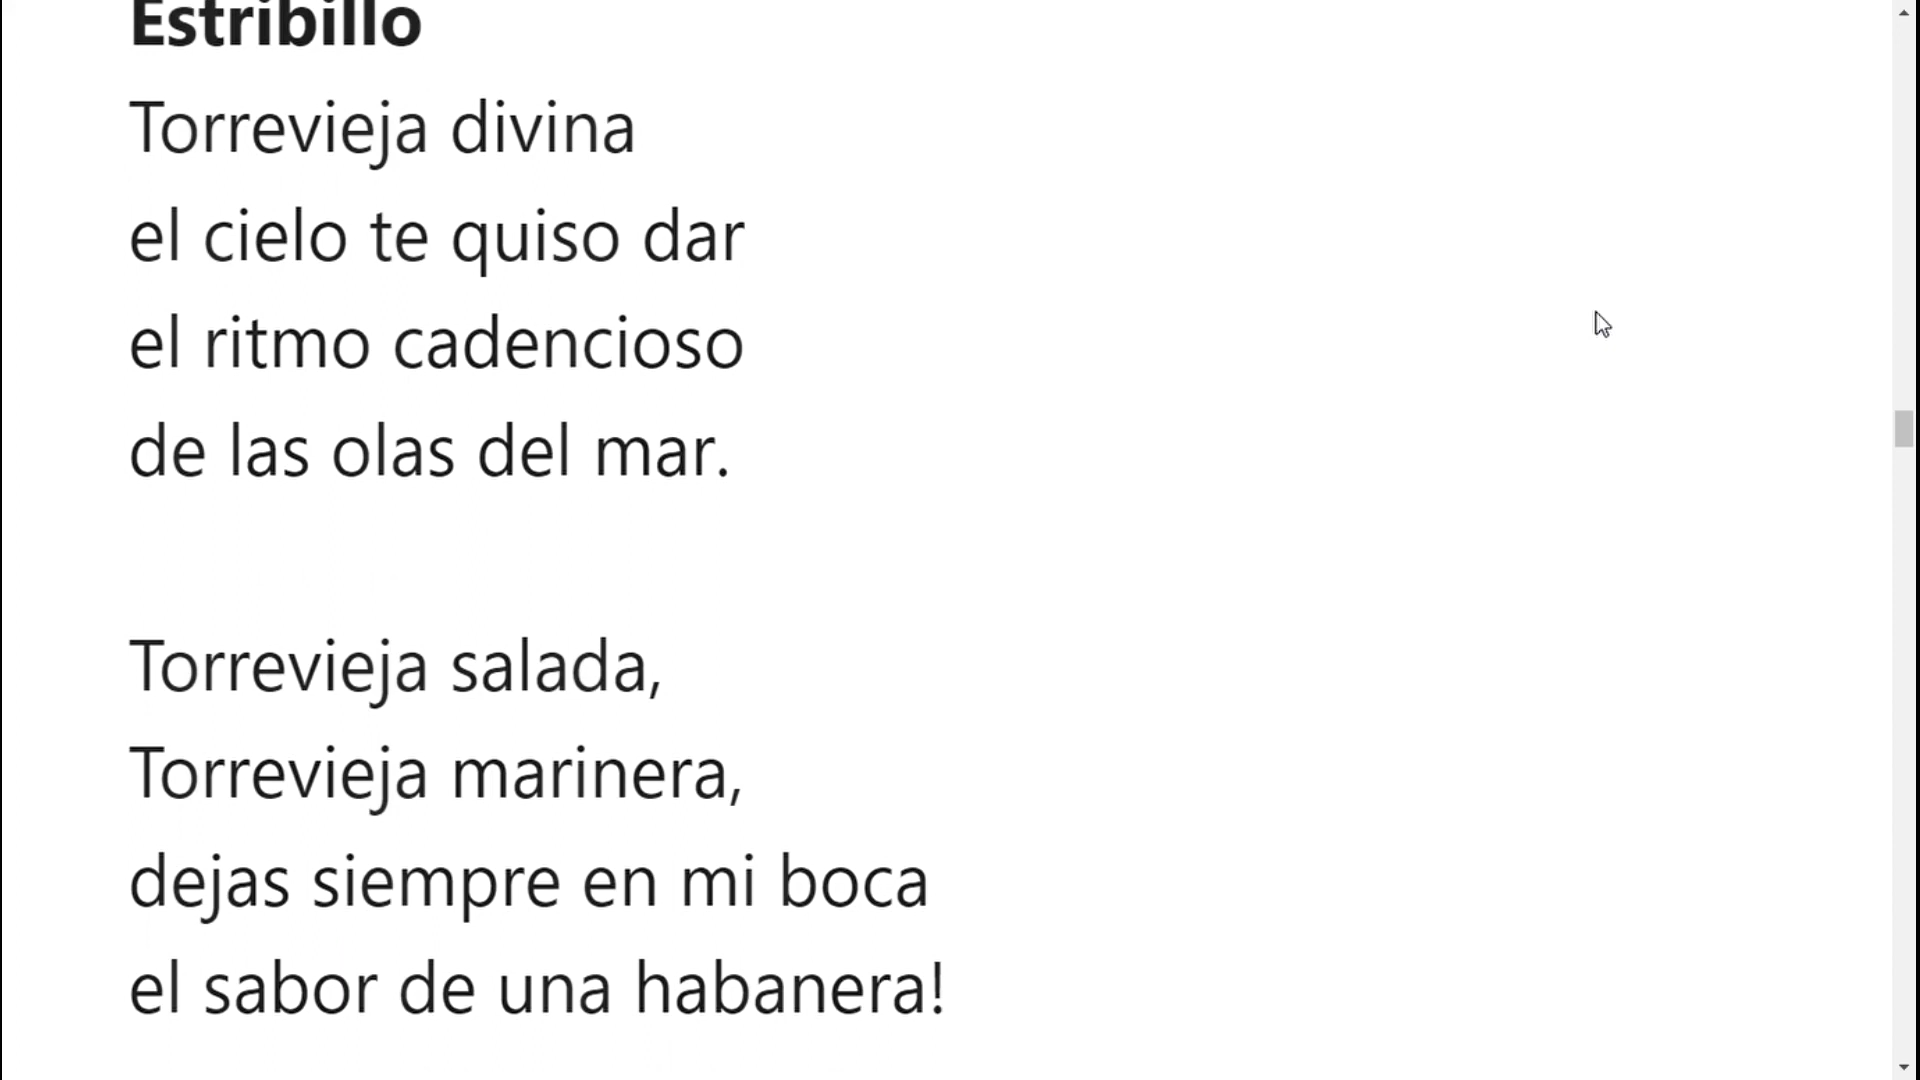 Estribillo
Torrevieja divina
el cielo te quiso dar
el ritmo cadencioso
de las olas del mar.
Torrevieja salada,
Torrevieja marinera,
dejas siempre en mi boca
el sabor de una habanera!